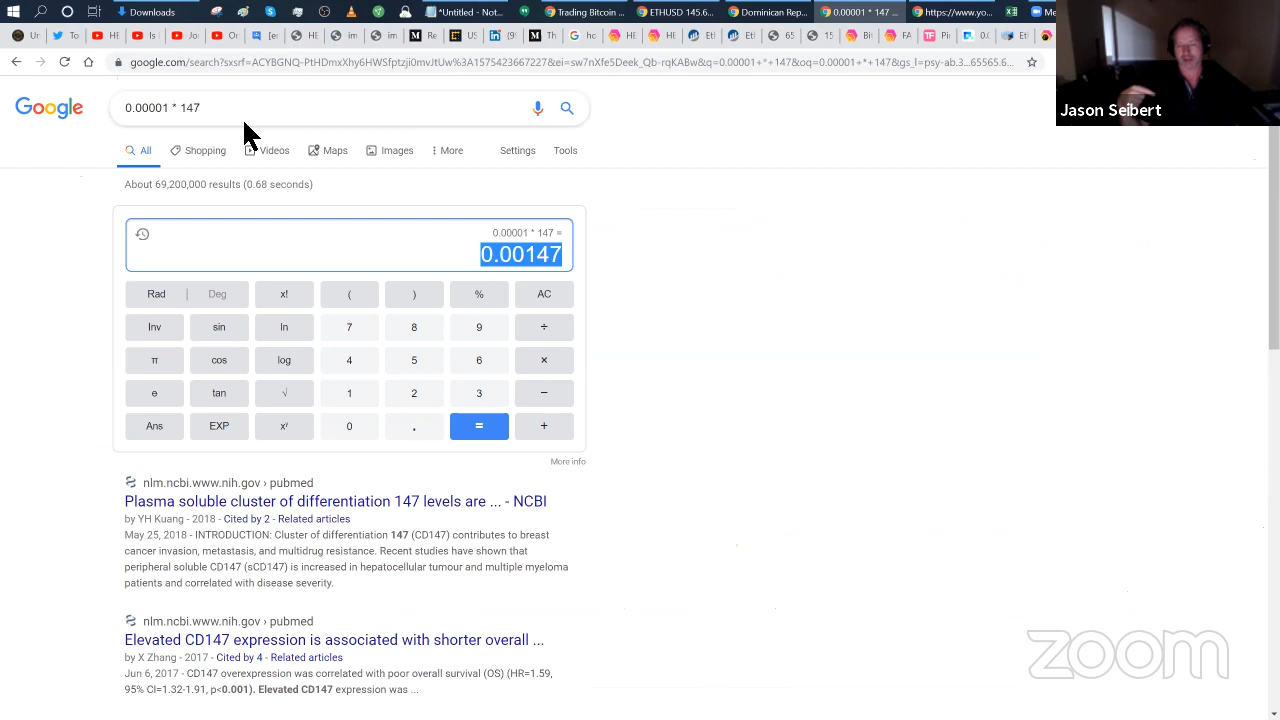 *Untitled - Not...
Trading Bitcoin
ETHUSD 145.6...
Dominican Rep...
0.00001 * 147
https://www.yo...
google.com/search?sxsrf=ACYBGNQ-PtHDmxXhy6HWSfptzpnmvJtUw%3A1575423667227&ei=sw7nXfe5Deek_Qb-rqKABw&q=0.00001+*+147&oq=0.00001+*+147&gs_l=psy-ab.3...65565.6...
Google
0.00001 * 147
All
Shopping
Videos
Maps
Images
More
Settings
Tools
Jason Seibert
About 69,200,000 results (0.68 seconds)
0.00001 * 147 =
0.00147
Rad | Deg x! ( ) % AC
Inv sin ln 7 8 9 ÷
π cos log 4 5 6 ×
e tan √ 1 2 3 −
Ans EXP xʸ 0 . = +
More info
nlm.ncbi.www.nih.gov › pubmed
Plasma soluble cluster of differentiation 147 levels are ... - NCBI
by YH Kuang - 2018 - Cited by 2 - Related articles
May 25, 2018 - INTRODUCTION: Cluster of differentiation 147 (CD147) contributes to breast
cancer invasion, metastasis, and multidrug resistance. Recent studies have shown that
peripheral soluble CD147 (sCD147) is increased in hepatocellular tumour and multiple myeloma
patients and correlated with disease severity.
nlm.ncbi.www.nih.gov › pubmed
Elevated CD147 expression is associated with shorter overall ...
by X Zhang - 2017 - Cited by 4 - Related articles
Jun 6, 2017 - CD147 overexpression was correlated with poor overall survival (OS) (HR=1.59,
95% CI=1.32-1.91, p<0.001). Elevated CD147 expression was ...
zoom